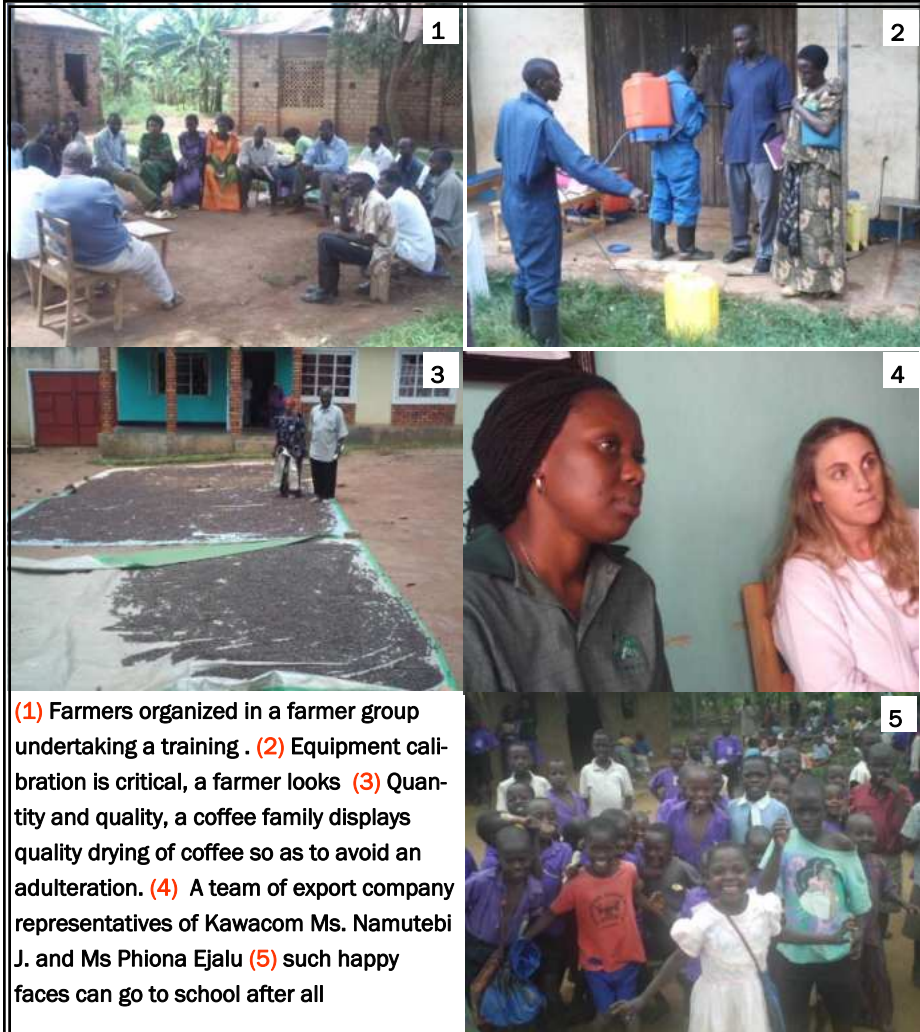 1
2
3
4
(1) Farmers organized in a farmer group
undertaking a training . (2) Equipment cali-
bration is critical, a farmer looks (3) Quan-
tity and quality, a coffee family displays
quality drying of coffee so as to avoid an
adulteration. (4) A team of export company
representatives of Kawacom Ms. Namutebi
J. and Ms Phiona Ejalu (5) such happy
faces can go to school after all
5